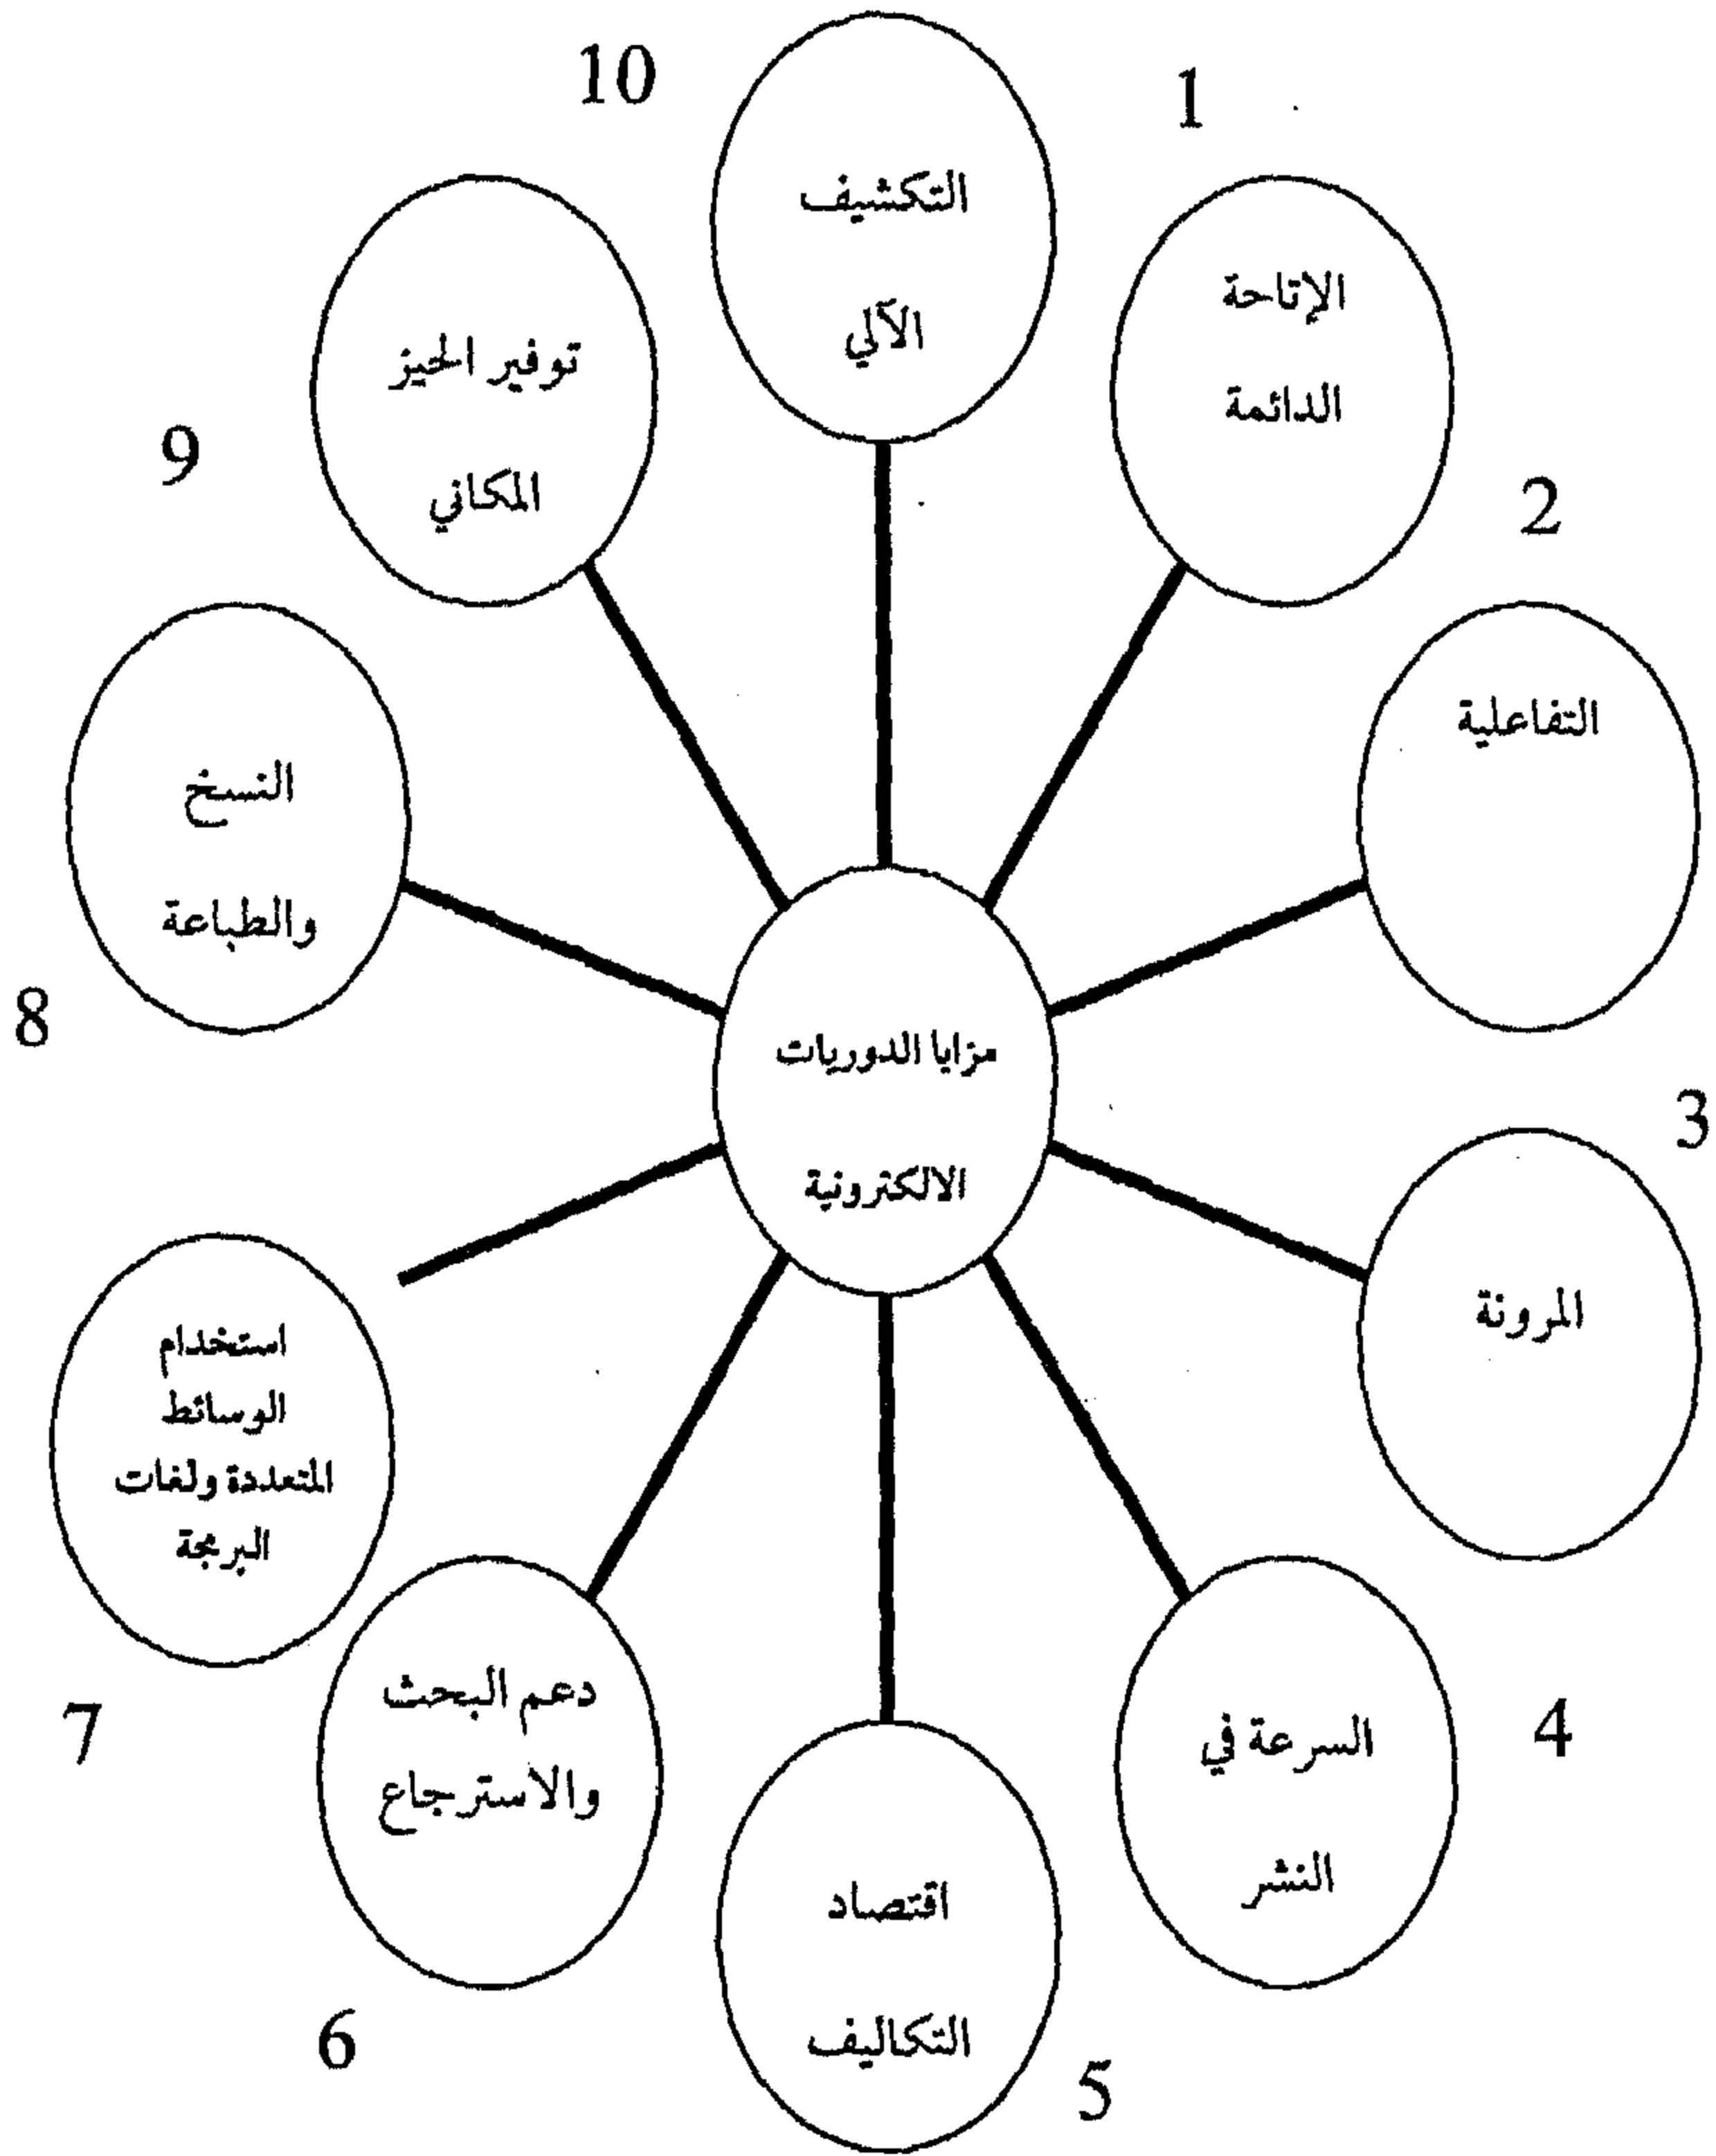 10
التكشيف
الآلي
1
الإتاحة
الدائمة
2
التفاعلية
3
المرونة
4
السرعة في
النشر
5
اقتصاد
التكاليف
6
دعم البحث
والاسترجاع
7
استخدام
الوسائط
المتعددة ولغات
البرمجة
8
النسخ
والطباعة
9
توفير الحيز
المكاني
مزايا الدوريات
الالكترونية